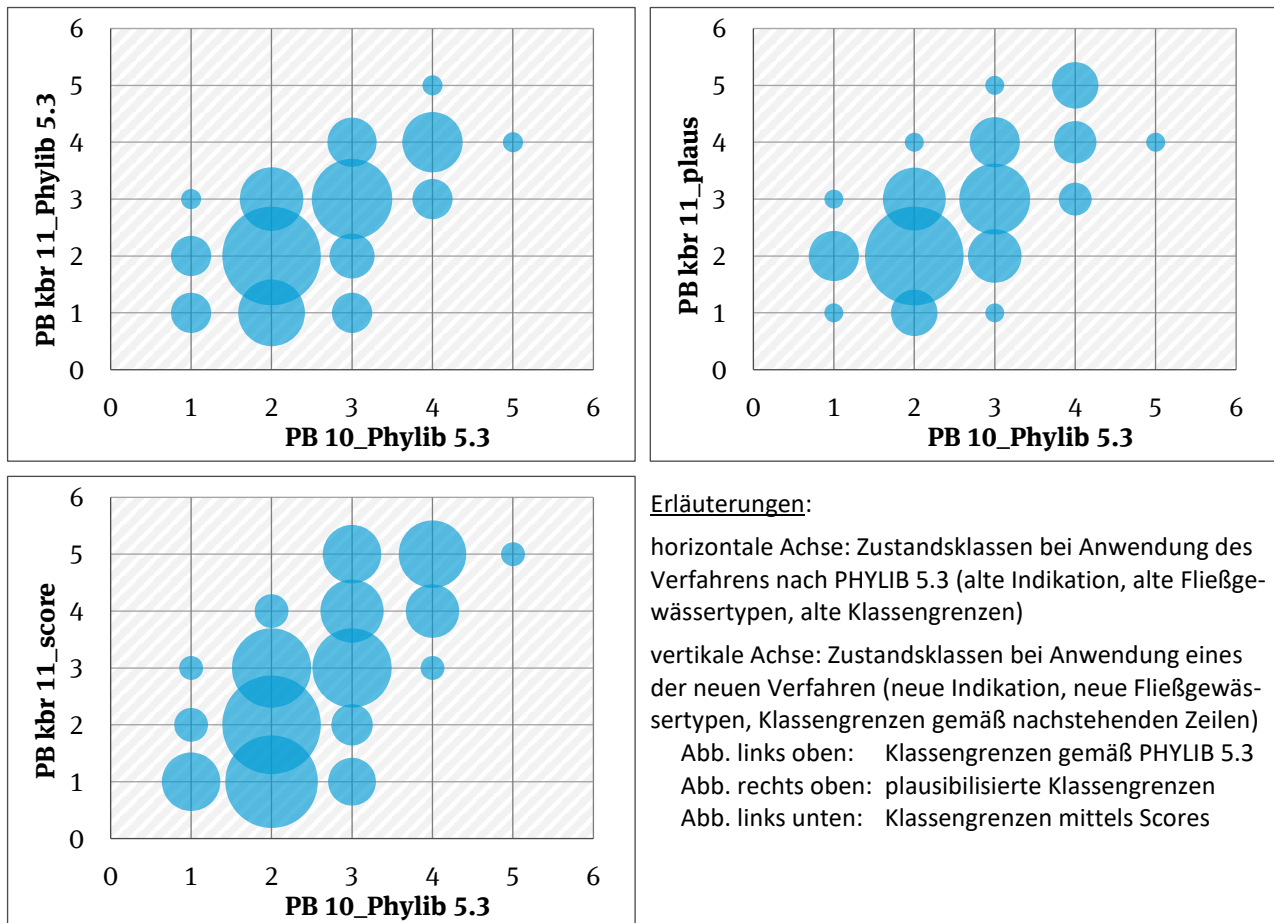 6
5
4
3
2
1
0
PB kbr 11_Phylib 5.3
0 1 2 3 4 5 6
PB 10_Phylib 5.3
6
5
4
3
2
1
0
PB kbr 11_plaus
0 1 2 3 4 5 6
PB 10_Phylib 5.3
6
5
4
3
2
1
0
PB kbr 11_score
0 1 2 3 4 5 6
PB 10_Phylib 5.3
Erläuterungen:
horizontale Achse: Zustandsklassen bei Anwendung des
Verfahrens nach PHYLIB 5.3 (alte Indikation, alte Fließge-
wässertypen, alte Klassengrenzen)
vertikale Achse: Zustandsklassen bei Anwendung eines
der neuen Verfahren (neue Indikation, neue Fließgewäs-
sertypen, Klassengrenzen gemäß nachstehenden Zeilen)
Abb. links oben: Klassengrenzen gemäß PHYLIB 5.3
Abb. rechts oben: plausibilisierte Klassengrenzen
Abb. links unten: Klassengrenzen mittels Scores